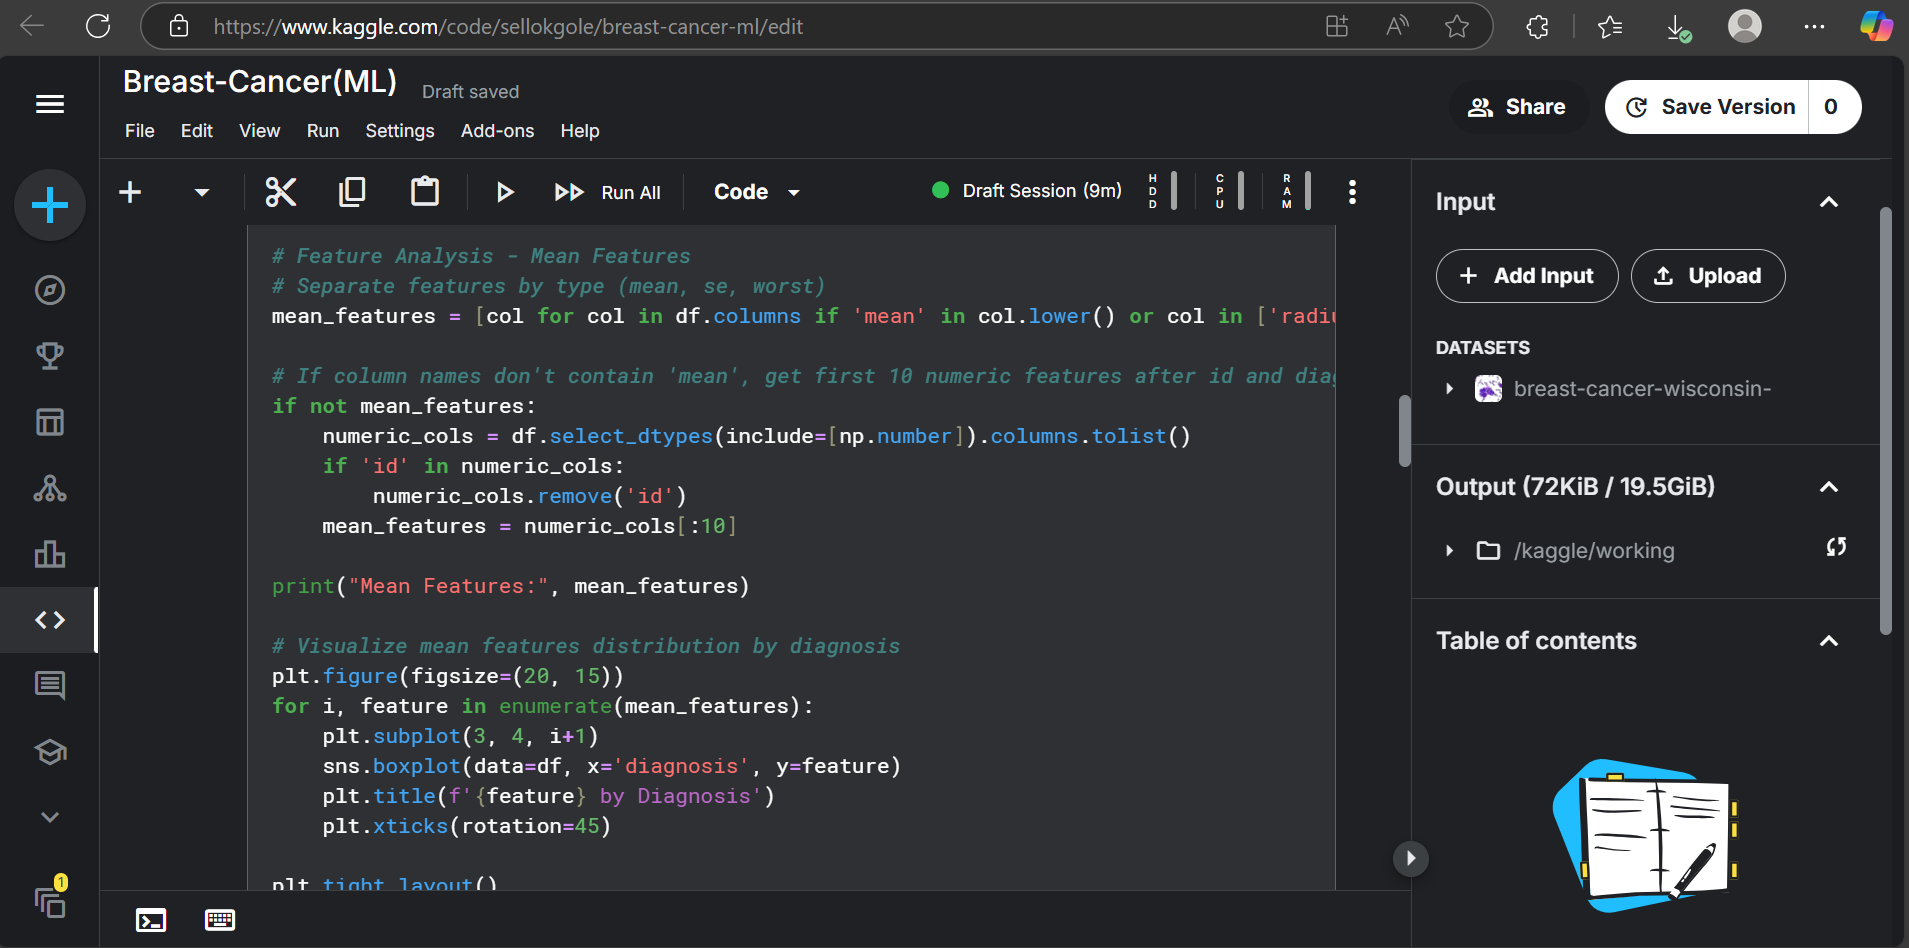 https://www.kaggle.com/code/sellokgole/breast-cancer-ml/edit
Breast-Cancer(ML)
Draft saved
File Edit View Run Settings Add-ons Help
Share
Save Version 0
Run All
Code
Draft Session (9m)
HDD
CPU
RAM
# Feature Analysis - Mean Features
# Separate features by type (mean, se, worst)
mean_features = [col for col in df.columns if 'mean' in col.lower() or col in ['radiu
# If column names don't contain 'mean', get first 10 numeric features after id and diag
if not mean_features:
    numeric_cols = df.select_dtypes(include=[np.number]).columns.tolist()
    if 'id' in numeric_cols:
        numeric_cols.remove('id')
    mean_features = numeric_cols[:10]
print("Mean Features:", mean_features)
# Visualize mean features distribution by diagnosis
plt.figure(figsize=(20, 15))
for i, feature in enumerate(mean_features):
    plt.subplot(3, 4, i+1)
    sns.boxplot(data=df, x='diagnosis', y=feature)
    plt.title(f'{feature} by Diagnosis')
    plt.xticks(rotation=45)
plt.tight_layout()
Input
Add Input
Upload
DATASETS
breast-cancer-wisconsin-
Output (72KiB / 19.5GiB)
/kaggle/working
Table of contents
1